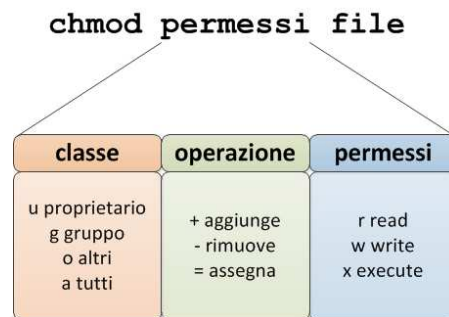 chmod permessi file
classe
u proprietario
g gruppo
o altri
a tutti
operazione
+ aggiunge
- rimuove
= assegna
permessi
r read
w write
x execute